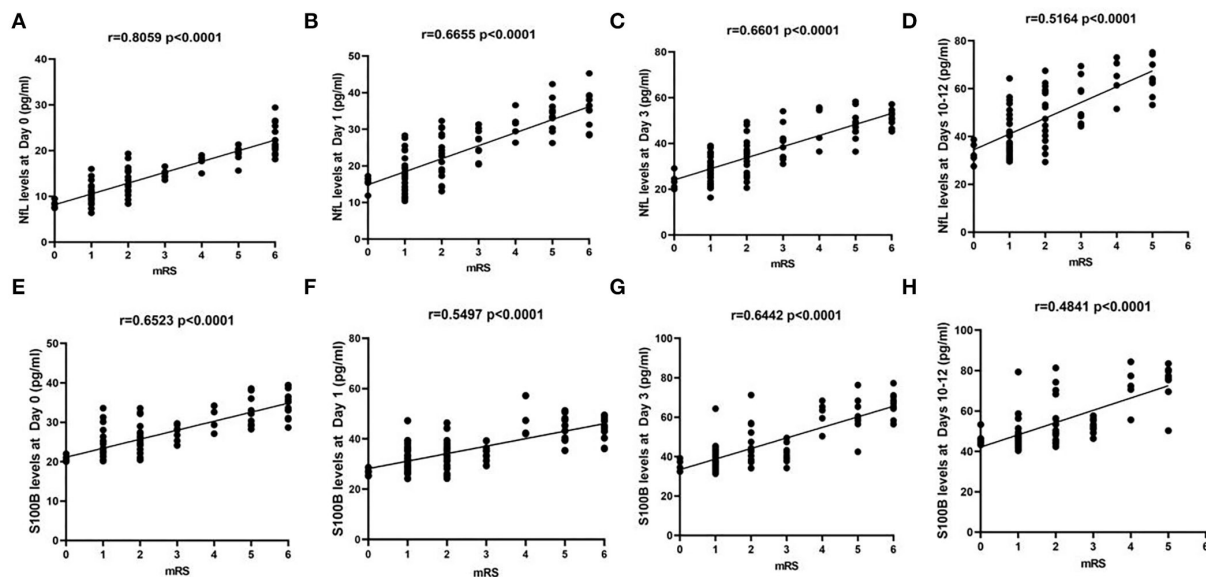 A
r=0.8059 p<0.0001
NfL levels at Day 0 (pg/ml)
40
30
20
10
0
0 1 2 3 4 5 6
mRS
B
r=0.6655 p<0.0001
NfL levels at Day 1 (pg/ml)
50
40
30
20
10
0
0 1 2 3 4 5 6
mRS
C
r=0.6601 p<0.0001
NfL levels at Day 3 (pg/ml)
80
60
40
20
0
0 1 2 3 4 5 6
mRS
D
r=0.5164 p<0.0001
NfL levels at Days 10-12 (pg/ml)
80
60
40
20
0
0 1 2 3 4 5 6
mRS
E
r=0.6523 p<0.0001
S100B levels at Day 0 (pg/ml)
50
40
30
20
10
0
0 1 2 3 4 5 6
mRS
F
r=0.5497 p<0.0001
S100B levels at Day 1 (pg/ml)
80
60
40
20
0
0 1 2 3 4 5 6
mRS
G
r=0.6442 p<0.0001
S100B levels at Day 3 (pg/ml)
100
80
60
40
20
0
0 1 2 3 4 5 6
mRS
H
r=0.4841 p<0.0001
S100B levels at Days 10-12 (pg/ml)
100
80
60
40
20
0
0 1 2 3 4 5 6
mRS